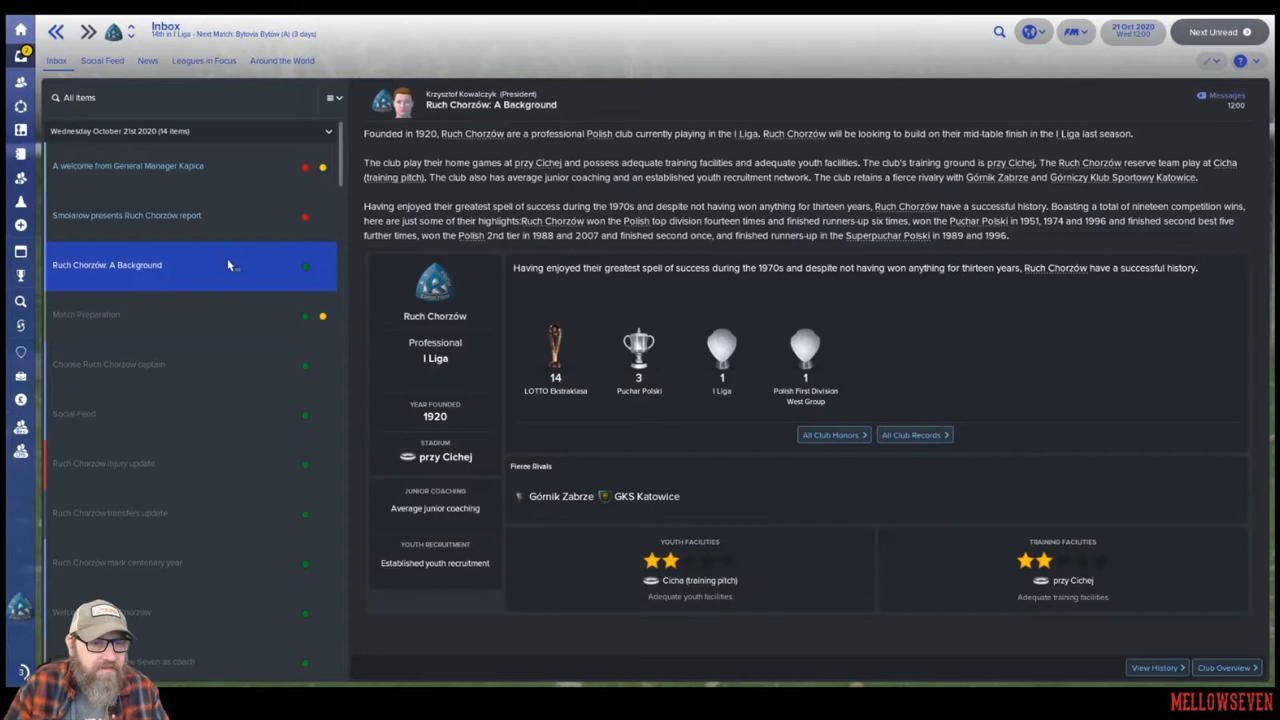 Inbox
14th in I Liga - Next Match: Bytovia Bytów (A) (3 days)
FM
21 Oct 2020
Wed 12:00
Next Unread
Inbox
Social Feed
News
Leagues in Focus
Around the World
2
All items
Wednesday October 21st 2020 (14 items)
A welcome from General Manager Kapica
Smolarow presents Ruch Chorzów report
Ruch Chorzów: A Background
Match Preparation
Choose Ruch Chorzow captain
Social Feed
Ruch Chorzów injury update
Ruch Chorzów transfers update
Ruch Chorzów mark centenary year
Seven as coach
3
Krzysztof Kowalczyk (President)
Ruch Chorzów: A Background
Messages
12:00
Founded in 1920, Ruch Chorzów are a professional Polish club currently playing in the I Liga. Ruch Chorzów will be looking to build on their mid-table finish in the I Liga last season.
The club play their home games at przy Cichej and possess adequate training facilities and adequate youth facilities. The club's training ground is przy Cichej. The Ruch Chorzów reserve team play at Cicha
(training pitch). The club also has average junior coaching and an established youth recruitment network. The club retains a fierce rivalry with Górnik Zabrze and Górniczy Klub Sportowy Katowice.
Having enjoyed their greatest spell of success during the 1970s and despite not having won anything for thirteen years, Ruch Chorzów have a successful history. Boasting a total of nineteen competition wins,
here are just some of their highlights:Ruch Chorzów won the Polish top division fourteen times and finished runners-up six times, won the Puchar Polski in 1951, 1974 and 1996 and finished second best five
further times, won the Polish 2nd tier in 1988 and 2007 and finished second once, and finished runners-up in the Superpuchar Polski in 1989 and 1996.
Ruch Chorzów
Professional
I Liga
YEAR FOUNDED
1920
STADIUM
przy Cichej
JUNIOR COACHING
Average junior coaching
YOUTH RECRUITMENT
Established youth recruitment
Having enjoyed their greatest spell of success during the 1970s and despite not having won anything for thirteen years, Ruch Chorzów have a successful history.
14
LOTTO Ekstraklasa
3
Puchar Polski
1
I Liga
1
Polish First Division
West Group
All Club Honors
All Club Records
Fierce Rivals
Górnik Zabrze
GKS Katowice
YOUTH FACILITIES
Cicha (training pitch)
Adequate youth facilities
TRAINING FACILITIES
przy Cichej
Adequate training facilities
View History
Club Overview
MELLOWSEVEN